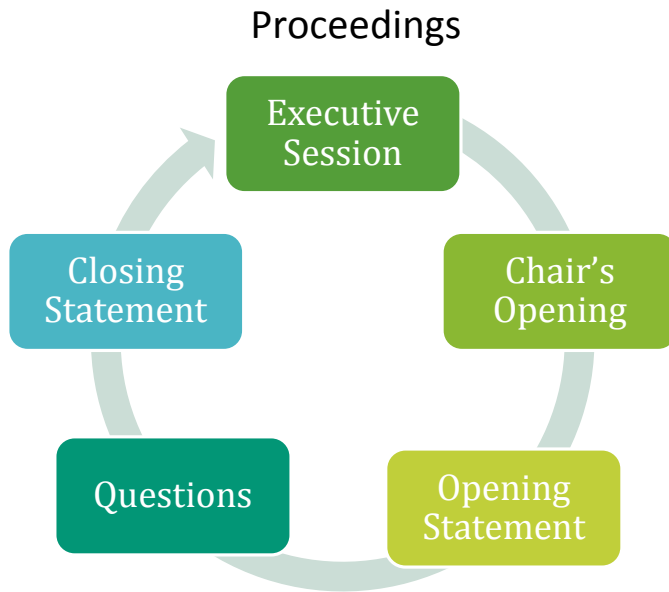 Proceedings
Executive
Session
Chair’s
Opening
Opening
Statement
Questions
Closing
Statement